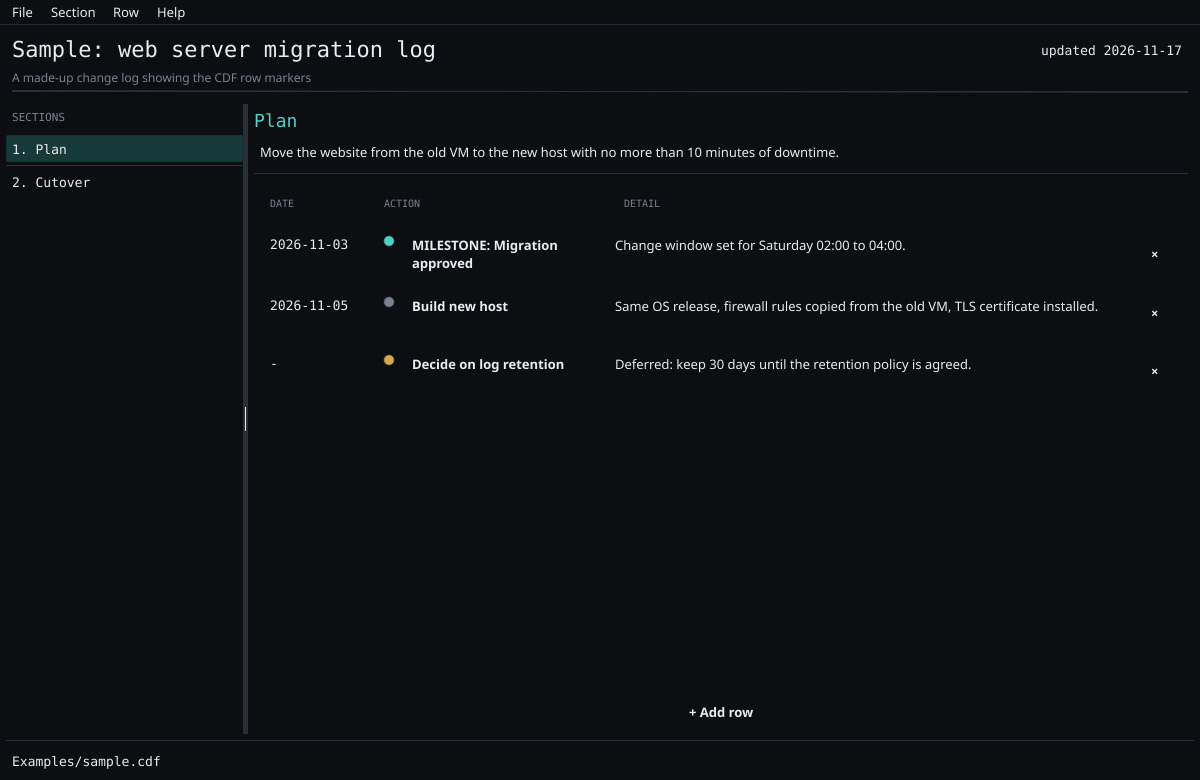 File Section Row Help
Sample: web server migration log
updated 2026-11-17
A made-up change log showing the CDF row markers
SECTIONS
1. Plan
2. Cutover
Plan
Move the website from the old VM to the new host with no more than 10 minutes of downtime.
DATE ACTION DETAIL
2026-11-03 MILESTONE: Migration approved Change window set for Saturday 02:00 to 04:00. ×
2026-11-05 Build new host Same OS release, firewall rules copied from the old VM, TLS certificate installed. ×
- Decide on log retention Deferred: keep 30 days until the retention policy is agreed. ×
+ Add row
Examples/sample.cdf